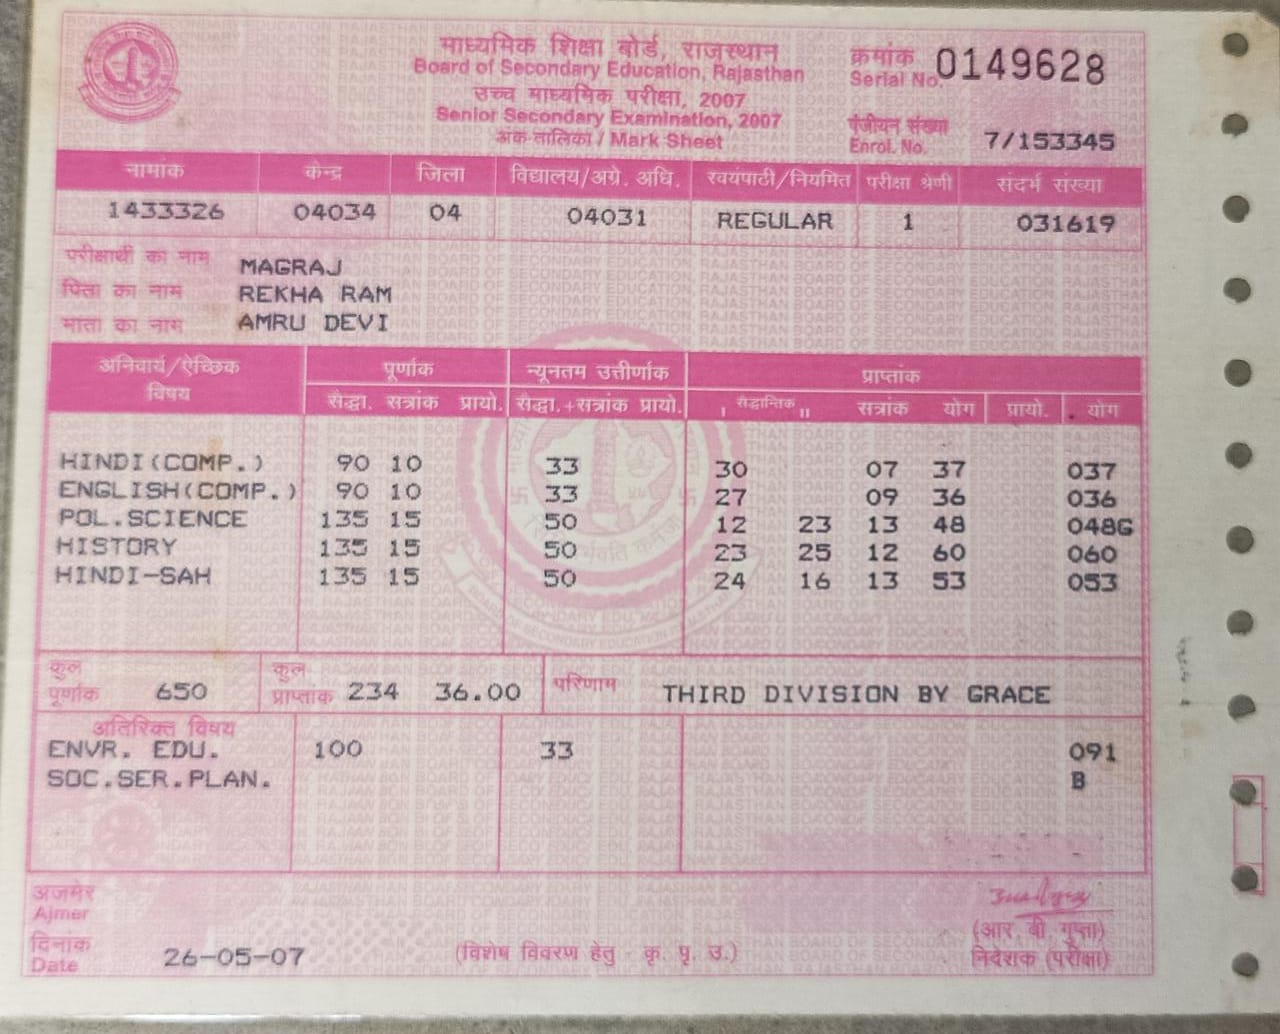 माध्यमिक शिक्षा बोर्ड, राजस्थान
Board of Secondary Education, Rajasthan
उच्च माध्यमिक परीक्षा, 2007
Senior Secondary Examination, 2007
अंक तालिका / Mark Sheet
क्रमांक
Serial No. 0149628
पंजीयन संख्या
Enrol. No. 7/153345
नामांक केन्द्र जिला विद्यालय/अग्रे. अधि. स्वयंपाठी/नियमित परीक्षा श्रेणी संदर्भ संख्या
1433326 04034 04 04031 REGULAR 1 031619
परीक्षार्थी का नाम MAGRAJ
पिता का नाम REKHA RAM
माता का नाम AMRU DEVI
अनिवार्य/ऐच्छिक विषय पूर्णांक न्यूनतम उत्तीर्णांक प्राप्तांक
सैद्धा. सत्रांक प्रायो. सैद्धा.+सत्रांक प्रायो. I सैद्धान्तिक II सत्रांक योग प्रायो. योग
HINDI(COMP.) 90 10 33 30 07 37 037
ENGLISH(COMP.) 90 10 33 27 09 36 036
POL.SCIENCE 135 15 50 12 23 13 48 048G
HISTORY 135 15 50 23 25 12 60 060
HINDI-SAH 135 15 50 24 16 13 53 053
कुल पूर्णांक 650 कुल प्राप्तांक 234 36.00 परिणाम THIRD DIVISION BY GRACE
अतिरिक्त विषय
ENVR. EDU. 100 33 091
SOC.SER.PLAN. B
अजमेर
Ajmer
दिनांक
Date 26-05-07
(विशेष विवरण हेतु - कृ. पृ. उ.)
(आर. बी. गुप्ता)
निदेशक (परीक्षा)